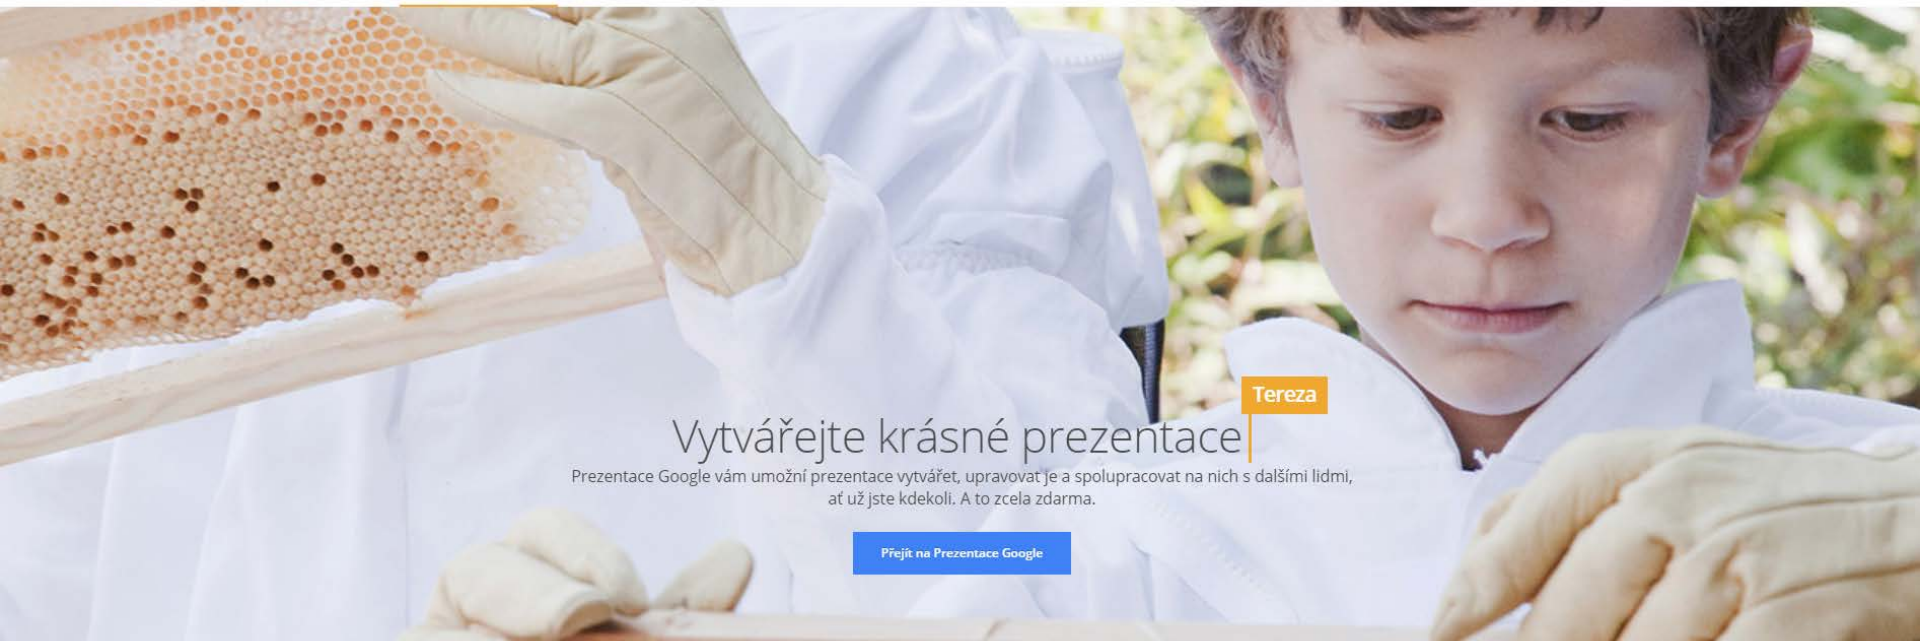 Tereza
Vytvářejte krásné prezentace
Prezentace Google vám umožní prezentace vytvářet, upravovat je a spolupracovat na nich s dalšími lidmi,
ať už jste kdekoli. A to zcela zdarma.
Přejít na Prezentace Google